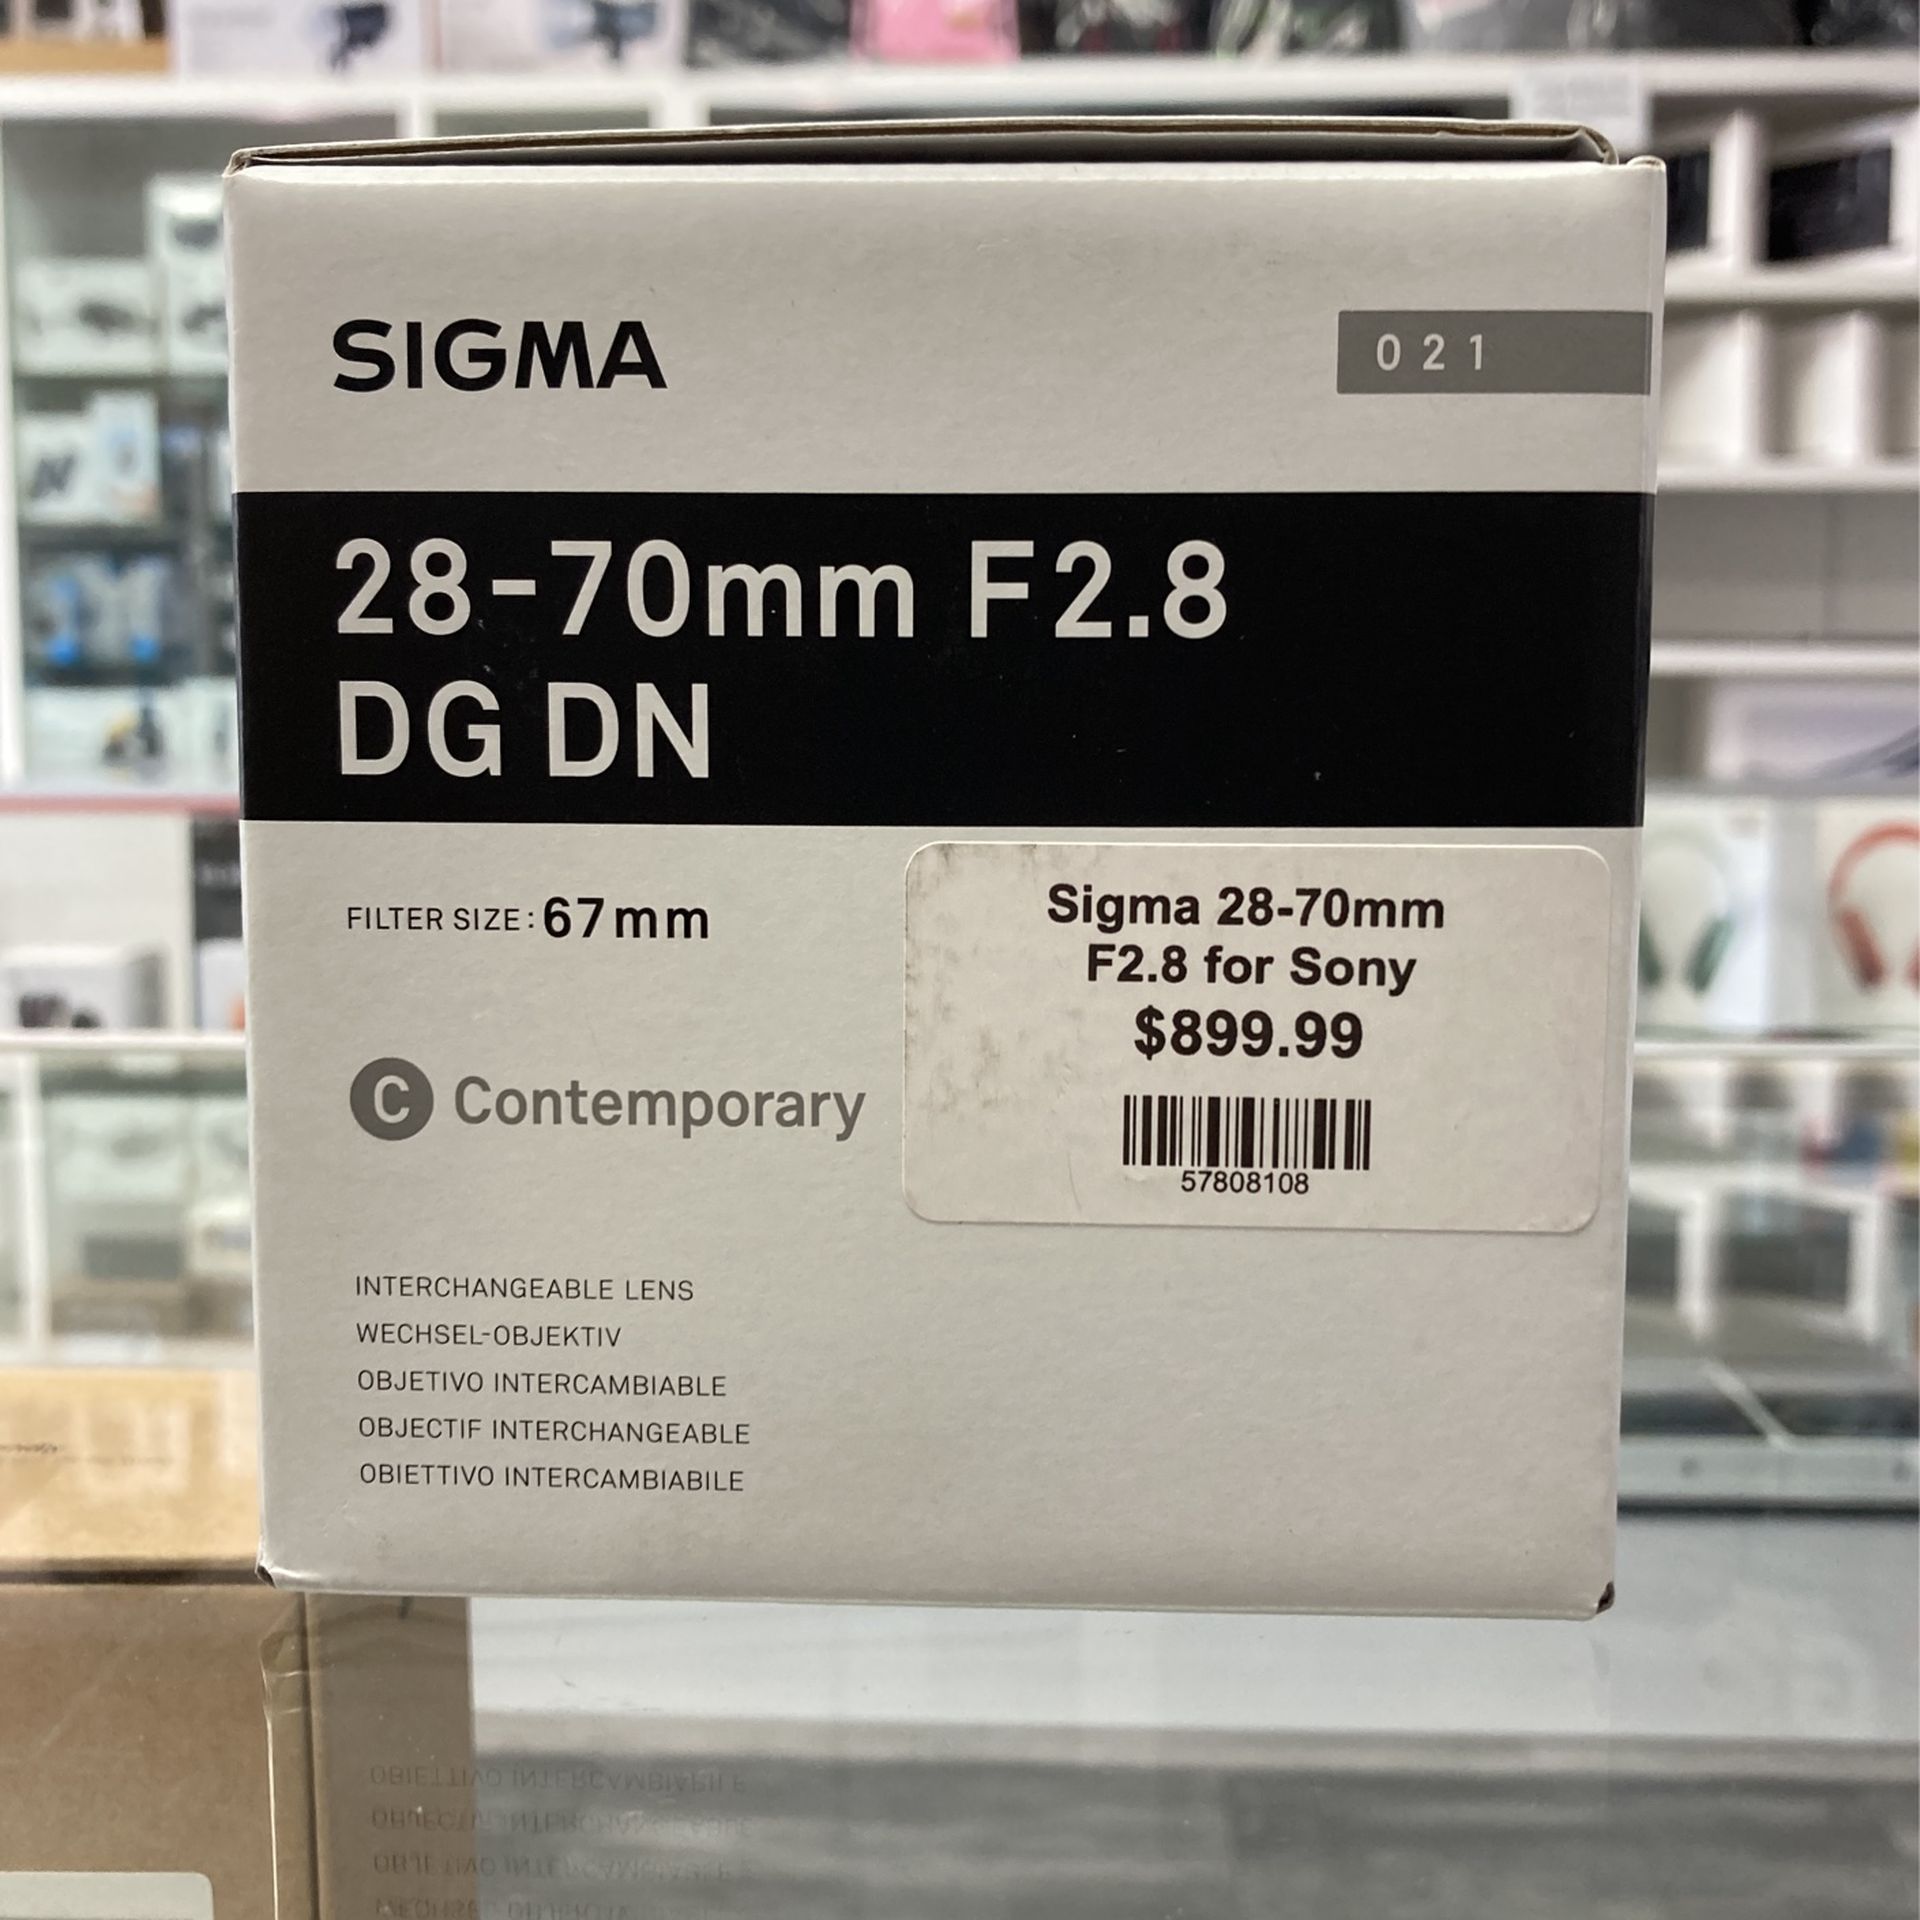 SIGMA
021
28-70mm F2.8
DG DN
FILTER SIZE: 67mm
Sigma 28-70mm
F2.8 for Sony
$899.99
57808108
C Contemporary
INTERCHANGEABLE LENS
WECHSEL-OBJEKTIV
OBJETIVO INTERCAMBIABLE
OBJECTIF INTERCHANGEABLE
OBIETTIVO INTERCAMBIABILE